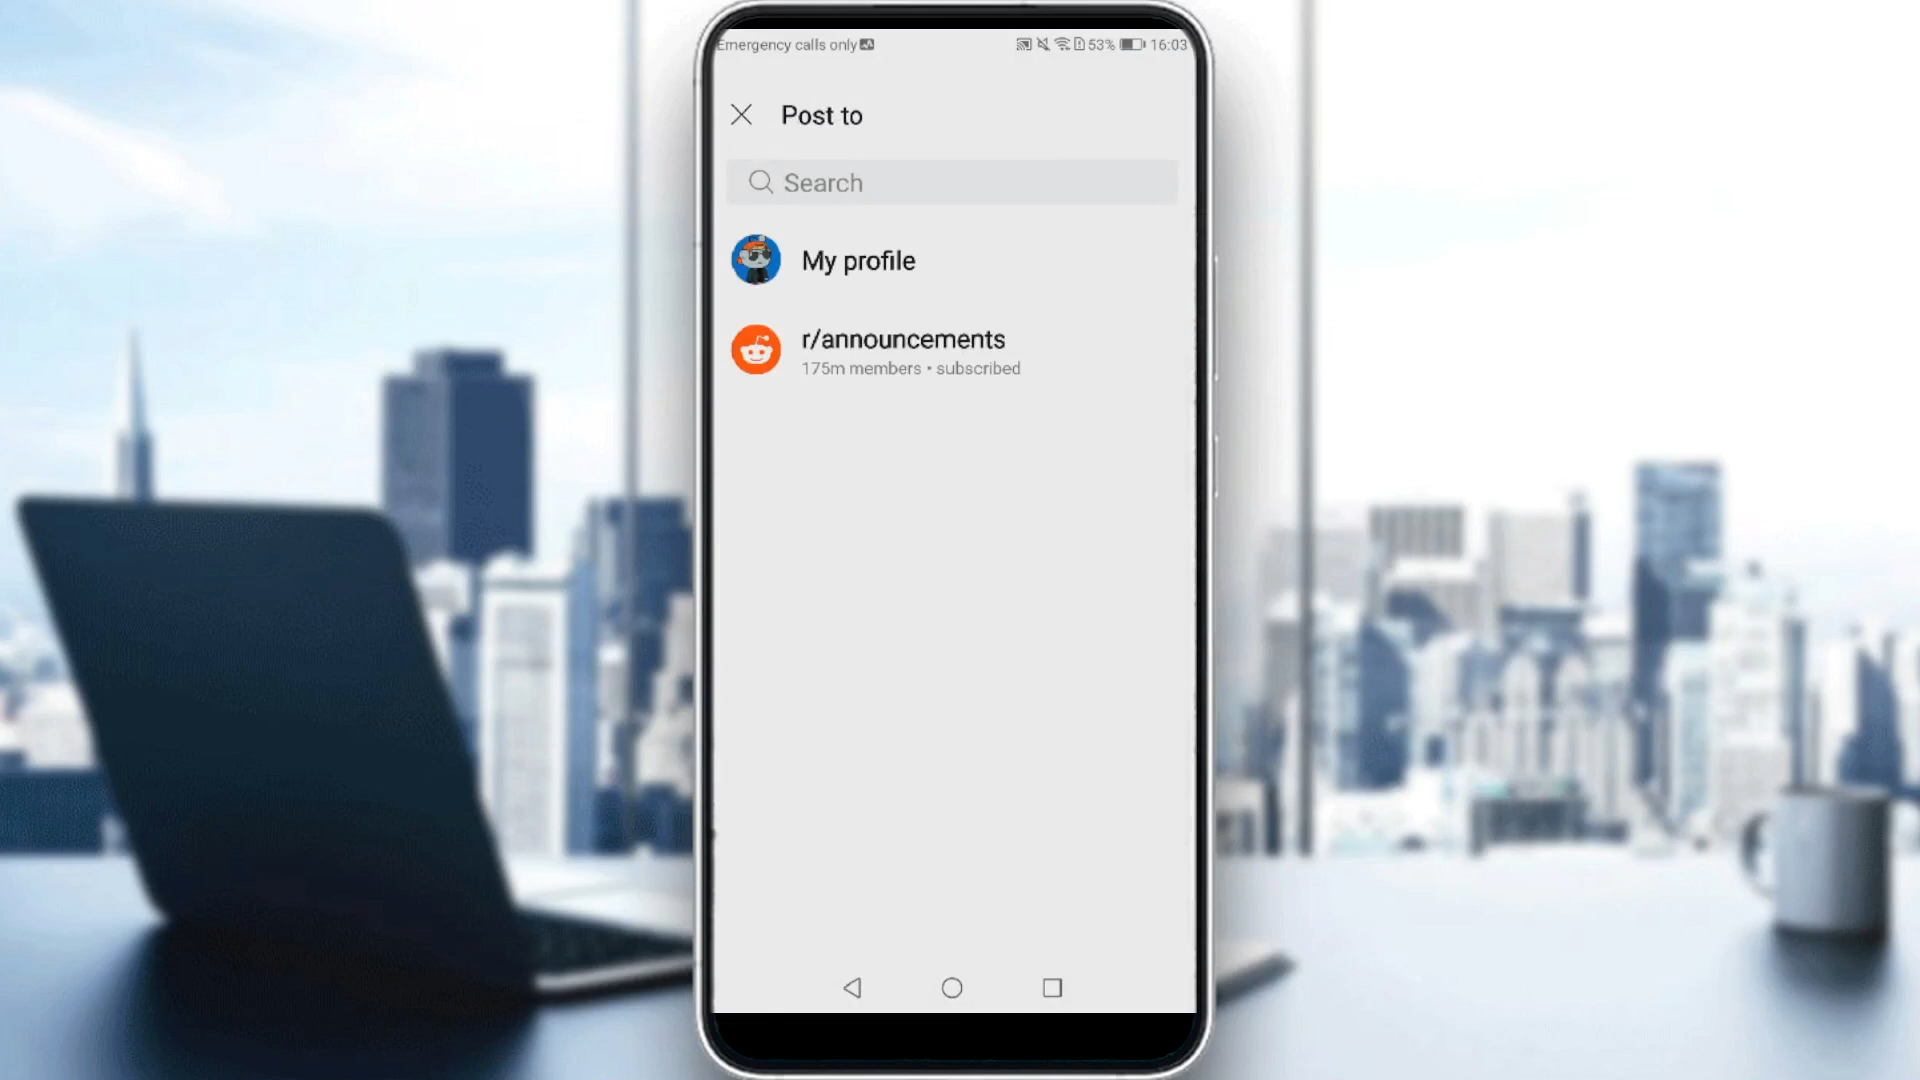 Emergency calls only
53% 16:03
Post to
Search
My profile
r/announcements
175m members • subscribed